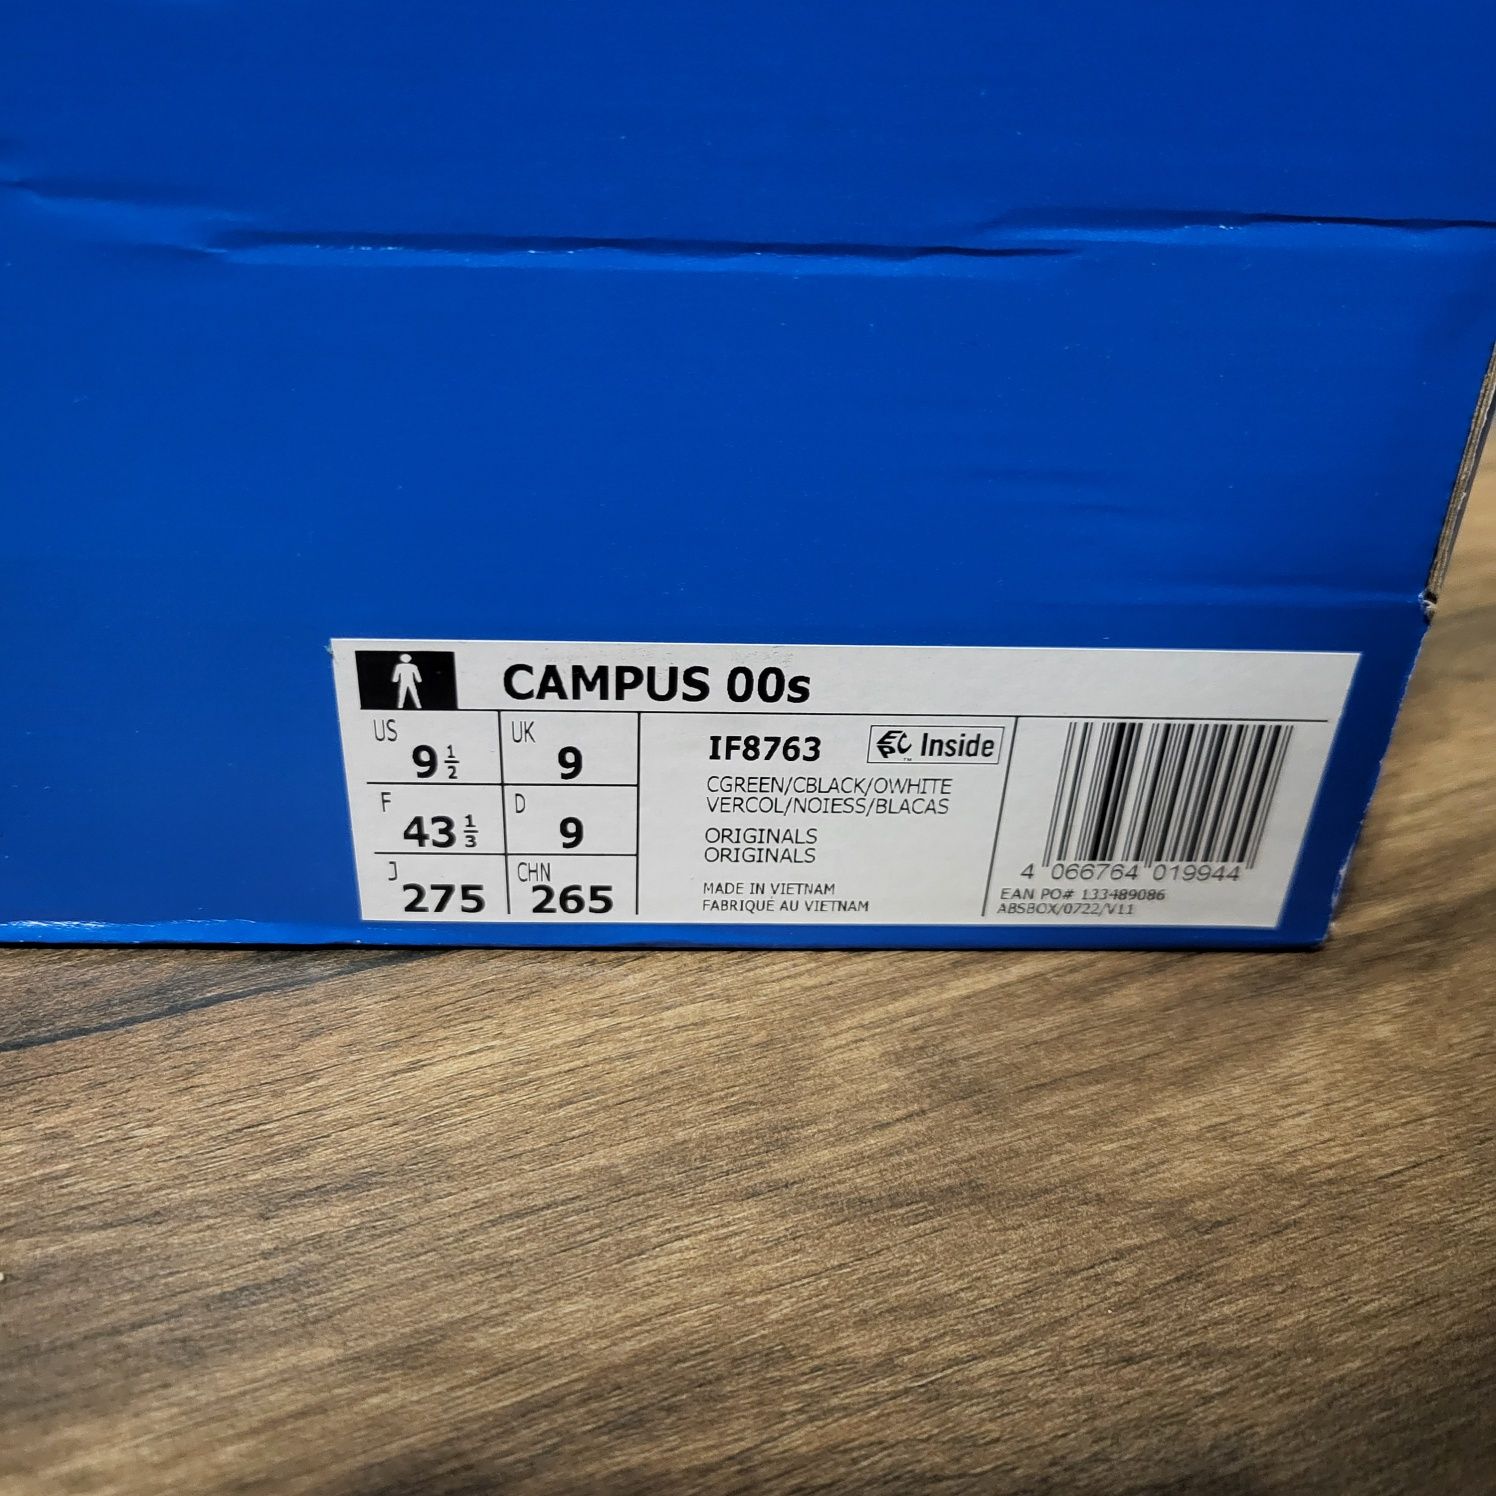 CAMPUS 00s
US
9 1/2
UK
9
F
43 1/3
D
9
J
275
CHN
265
IF8763
Inside
CGREEN/CBLACK/OWHITE
VERCOL/NOIESS/BLACAS
ORIGINALS
ORIGINALS
MADE IN VIETNAM
FABRIQUÉ AU VIETNAM
4 066764 019944
EAN PO# 133489086
ABSBOX/0722/V11